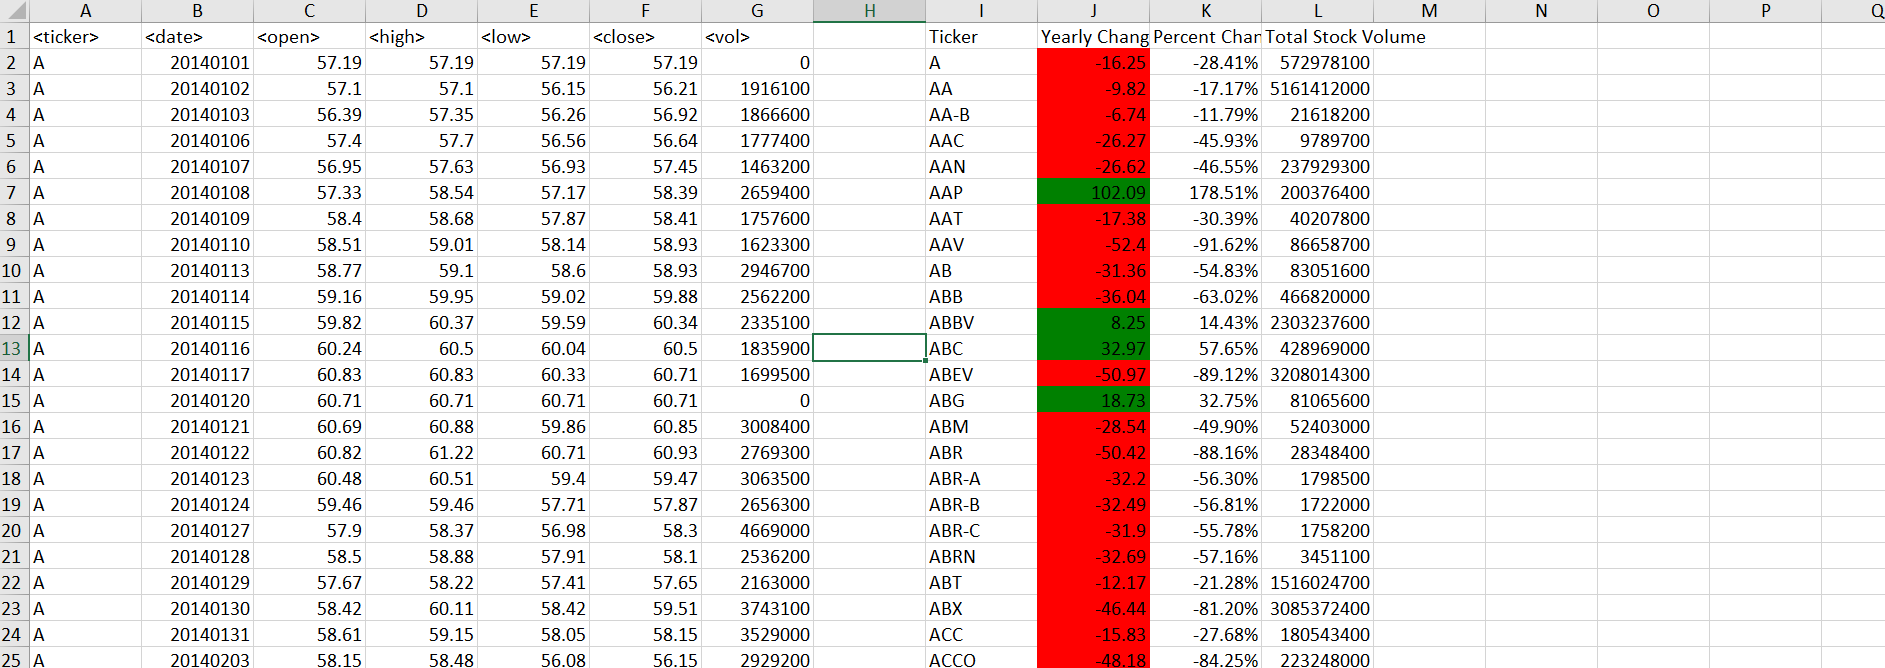 A B C D E F G H I J K L M N O P Q
1 <ticker> <date> <open> <high> <low> <close> <vol> Ticker Yearly Chang Percent Char Total Stock Volume
2 A 20140101 57.19 57.19 57.19 57.19 0 A -16.25 -28.41% 572978100
3 A 20140102 57.1 57.1 56.15 56.21 1916100 AA -9.82 -17.17% 5161412000
4 A 20140103 56.39 57.35 56.26 56.92 1866600 AA-B -6.74 -11.79% 21618200
5 A 20140106 57.4 57.7 56.56 56.64 1777400 AAC -26.27 -45.93% 9789700
6 A 20140107 56.95 57.63 56.93 57.45 1463200 AAN -26.62 -46.55% 237929300
7 A 20140108 57.33 58.54 57.17 58.39 2659400 AAP 102.09 178.51% 200376400
8 A 20140109 58.4 58.68 57.87 58.41 1757600 AAT -17.38 -30.39% 40207800
9 A 20140110 58.51 59.01 58.14 58.93 1623300 AAV -52.4 -91.62% 86658700
10 A 20140113 58.77 59.1 58.6 58.93 2946700 AB -31.36 -54.83% 83051600
11 A 20140114 59.16 59.95 59.02 59.88 2562200 ABB -36.04 -63.02% 466820000
12 A 20140115 59.82 60.37 59.59 60.34 2335100 ABBV 8.25 14.43% 2303237600
13 A 20140116 60.24 60.5 60.04 60.5 1835900 ABC 32.97 57.65% 428969000
14 A 20140117 60.83 60.83 60.33 60.71 1699500 ABEV -50.97 -89.12% 3208014300
15 A 20140120 60.71 60.71 60.71 60.71 0 ABG 18.73 32.75% 81065600
16 A 20140121 60.69 60.88 59.86 60.85 3008400 ABM -28.54 -49.90% 52403000
17 A 20140122 60.82 61.22 60.71 60.93 2769300 ABR -50.42 -88.16% 28348400
18 A 20140123 60.48 60.51 59.4 59.47 3063500 ABR-A -32.2 -56.30% 1798500
19 A 20140124 59.46 59.46 57.71 57.87 2656300 ABR-B -32.49 -56.81% 1722000
20 A 20140127 57.9 58.37 56.98 58.3 4669000 ABR-C -31.9 -55.78% 1758200
21 A 20140128 58.5 58.88 57.91 58.1 2536200 ABRN -32.69 -57.16% 3451100
22 A 20140129 57.67 58.22 57.41 57.65 2163000 ABT -12.17 -21.28% 1516024700
23 A 20140130 58.42 60.11 58.42 59.51 3743100 ABX -46.44 -81.20% 3085372400
24 A 20140131 58.61 59.15 58.05 58.15 3529000 ACC -15.83 -27.68% 180543400
25 A 20140203 58.15 58.48 56.08 56.15 2929200 ACCO -48.18 -84.25% 223248000